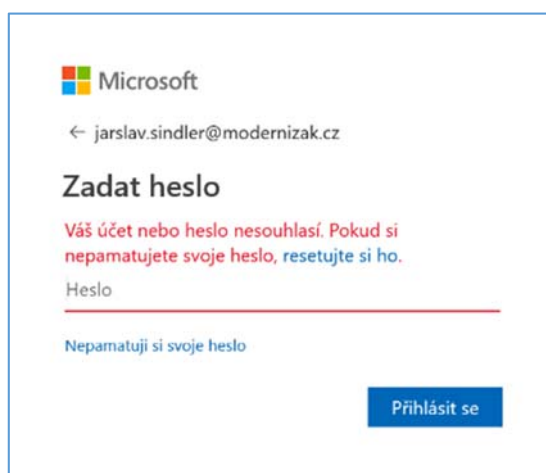 Microsoft
← jarslav.sindler@modernizak.cz
Zadat heslo
Váš účet nebo heslo nesouhlasí. Pokud si
nepamatujete svoje heslo, resetujte si ho.
Heslo
Nepamatuji si svoje heslo
Přihlásit se